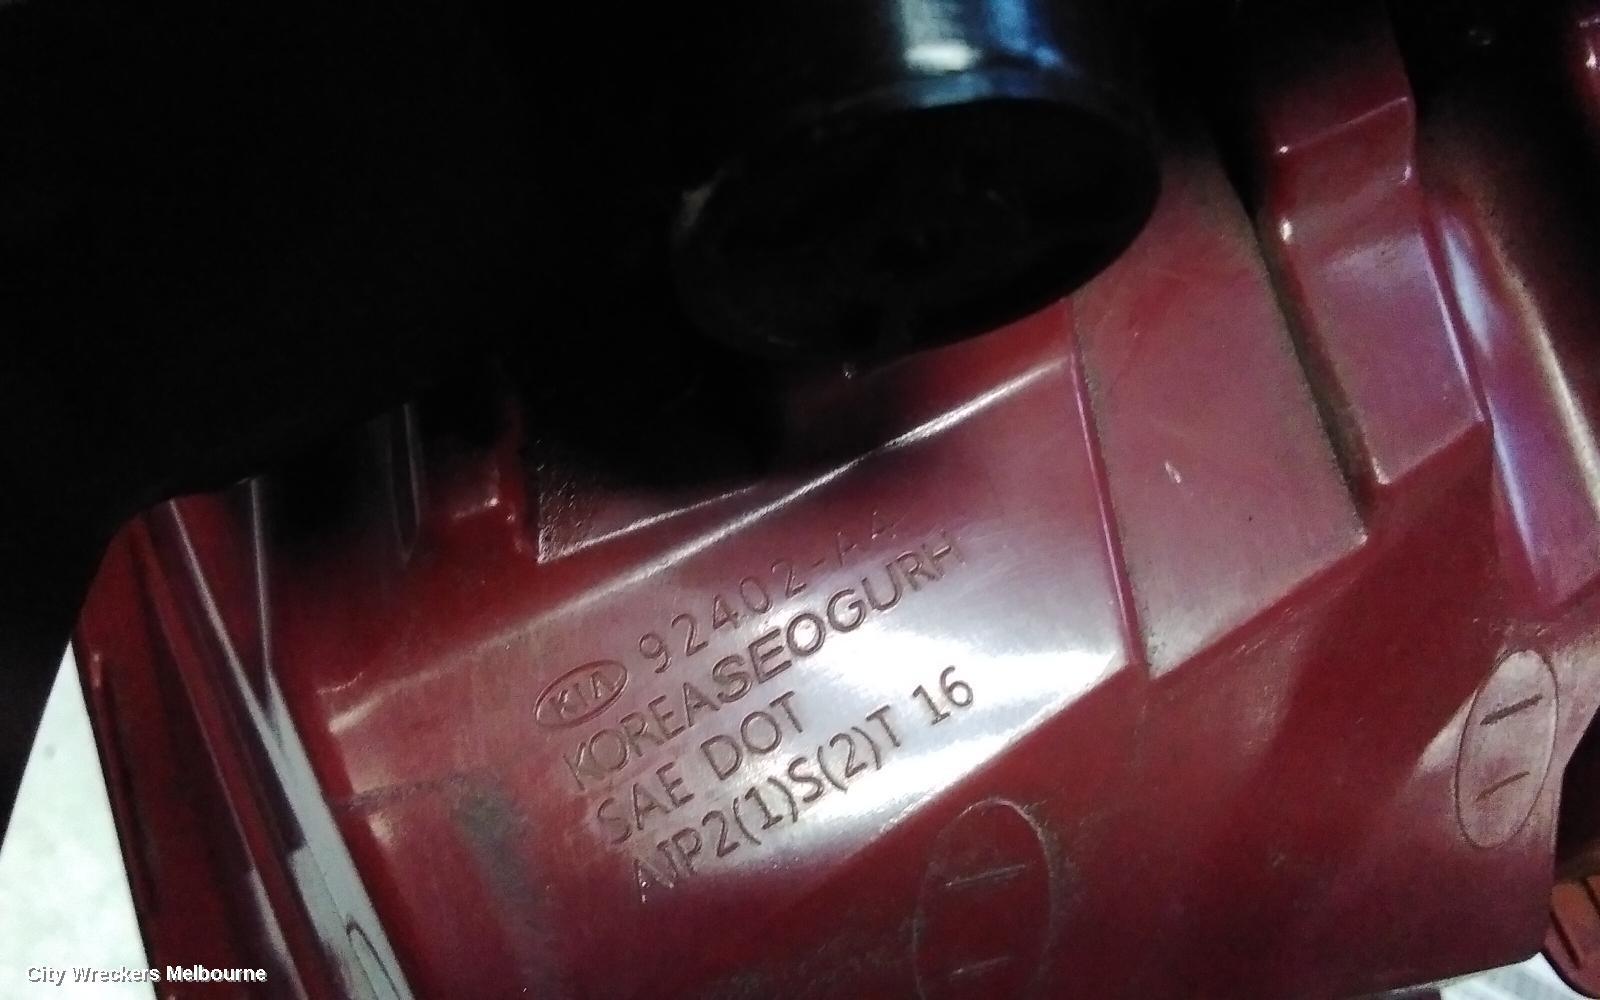 KIA 92402-A4
KOREASEOGURH
SAE DOT
AIP2(1)S(2)T 16
City Wreckers Melbourne